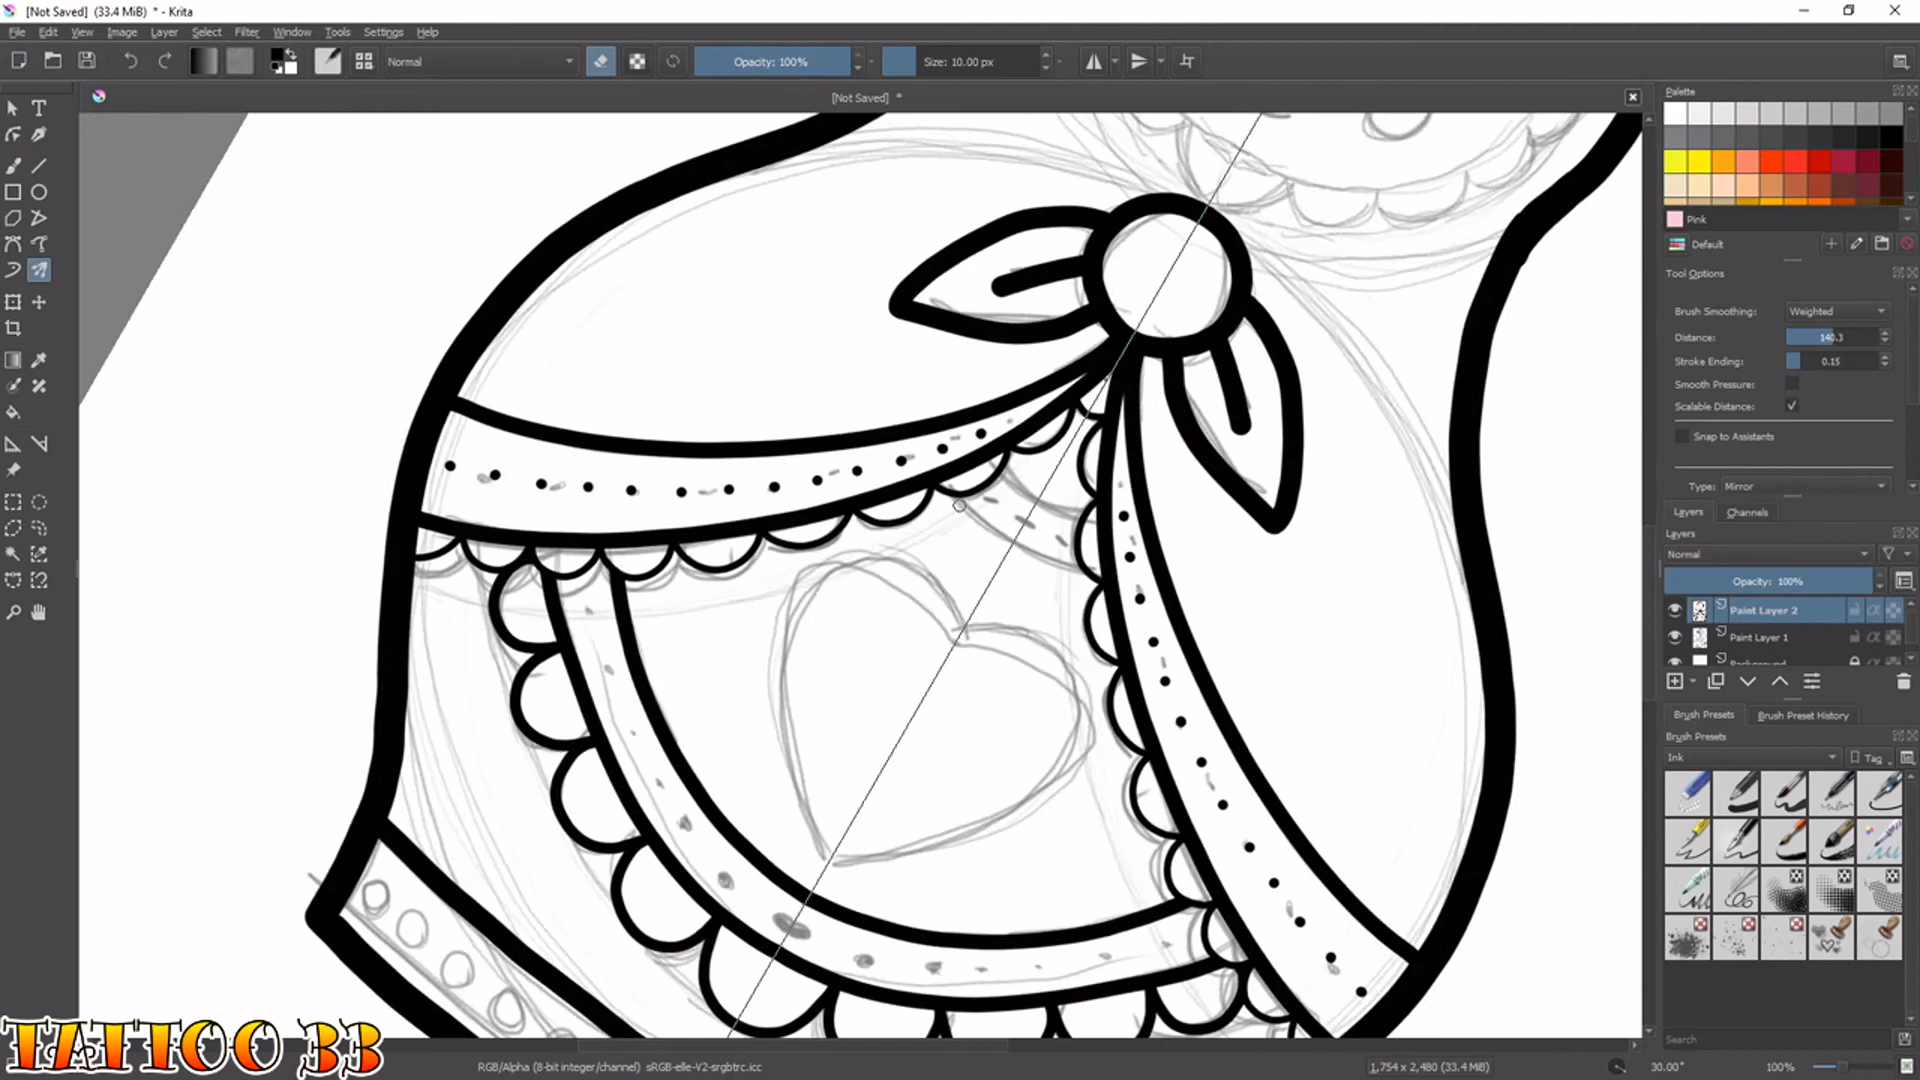 [Not Saved] (33.4 MiB) * - Krita
File Edit View Image Layer Select Filter Window Tools Settings Help
Normal
Opacity: 100%
Size: 10.00 px
[Not Saved] *
Palette
Pink
Default
Tool Options
Brush Smoothing: Weighted
Distance: 140.3
Stroke Ending: 0.15
Smooth Pressure:
Scalable Distance:
Snap to Assistants
Type: Mirror
Layers Channels
Layers
Normal
Opacity: 100%
Paint Layer 2
Paint Layer 1
Background
Brush Presets Brush Preset History
Brush Presets
Ink
Tag
Search
TATTOO 33
RGB/Alpha (8-bit integer/channel) sRGB-elle-V2-srgbtrc.icc
1,754 x 2,480 (33.4 MiB)
30.00°
100%